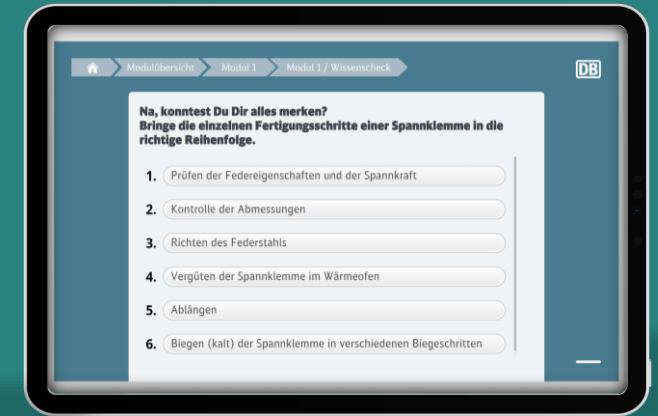 Modulübersicht Modul 1 Modul 1 / Wissenscheck
DB
Na, konntest Du Dir alles merken?
Bringe die einzelnen Fertigungsschritte einer Spannklemme in die
richtige Reihenfolge.
1. Prüfen der Federeigenschaften und der Spannkraft
2. Kontrolle der Abmessungen
3. Richten des Federstahls
4. Vergüten der Spannklemme im Wärmeofen
5. Ablängen
6. Biegen (kalt) der Spannklemme in verschiedenen Biegeschritten